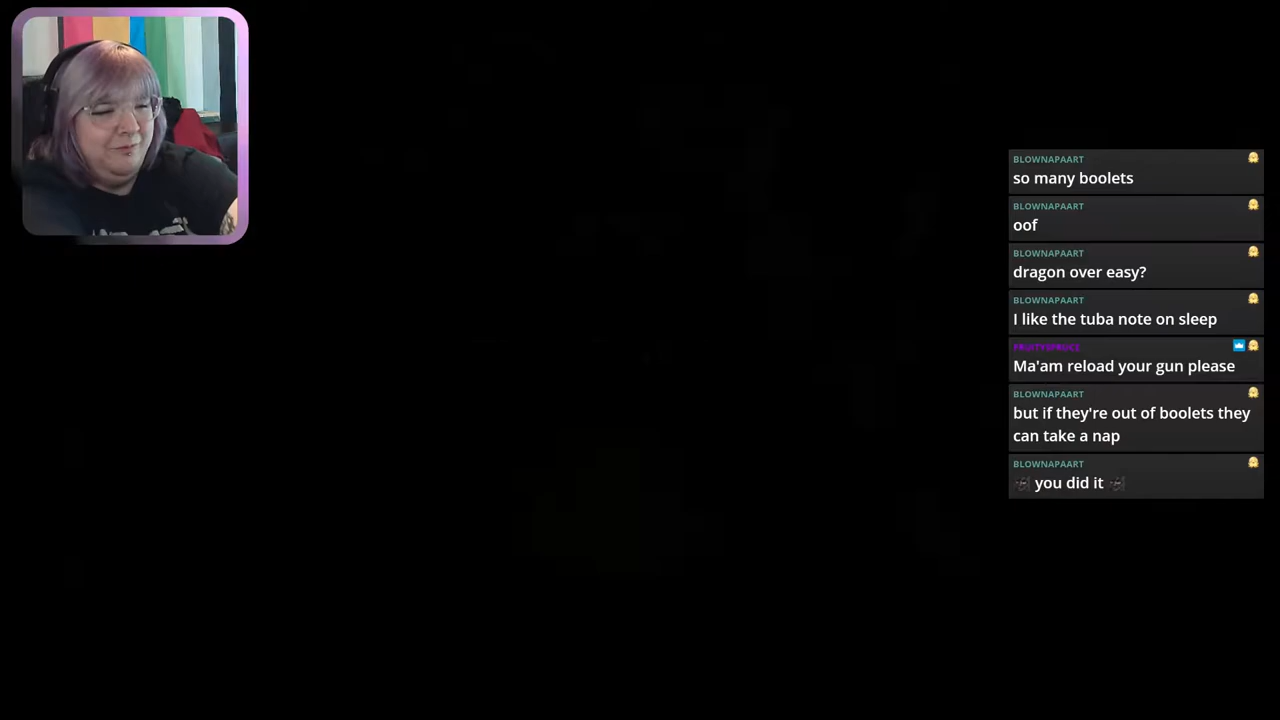 BLOWNAPAART
so many boolets
BLOWNAPAART
oof
BLOWNAPAART
dragon over easy?
BLOWNAPAART
I like the tuba note on sleep
FRUITYSPRUCE
Ma'am reload your gun please
BLOWNAPAART
but if they're out of boolets they
can take a nap
BLOWNAPAART
you did it